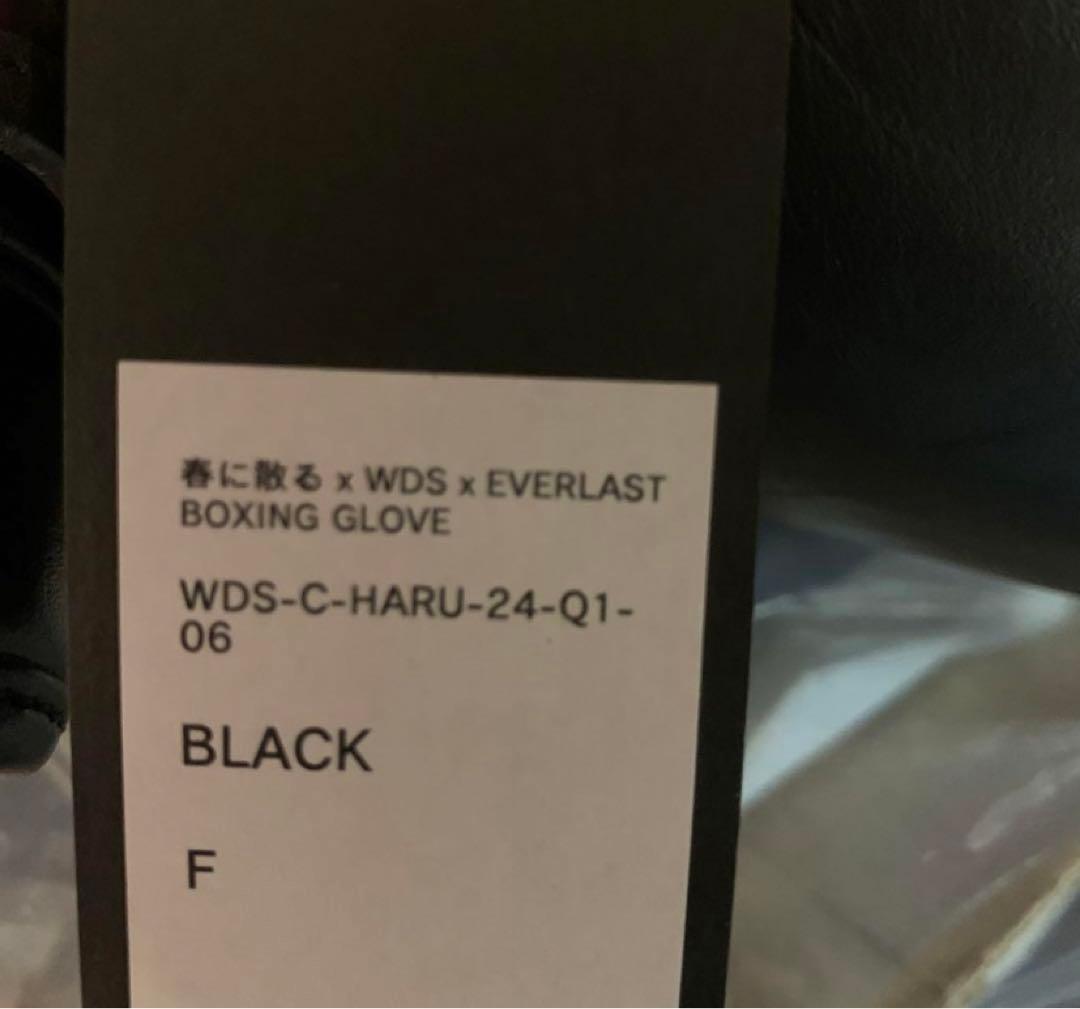 春に散る x WDS x EVERLAST
BOXING GLOVE
WDS-C-HARU-24-Q1-
06
BLACK
F